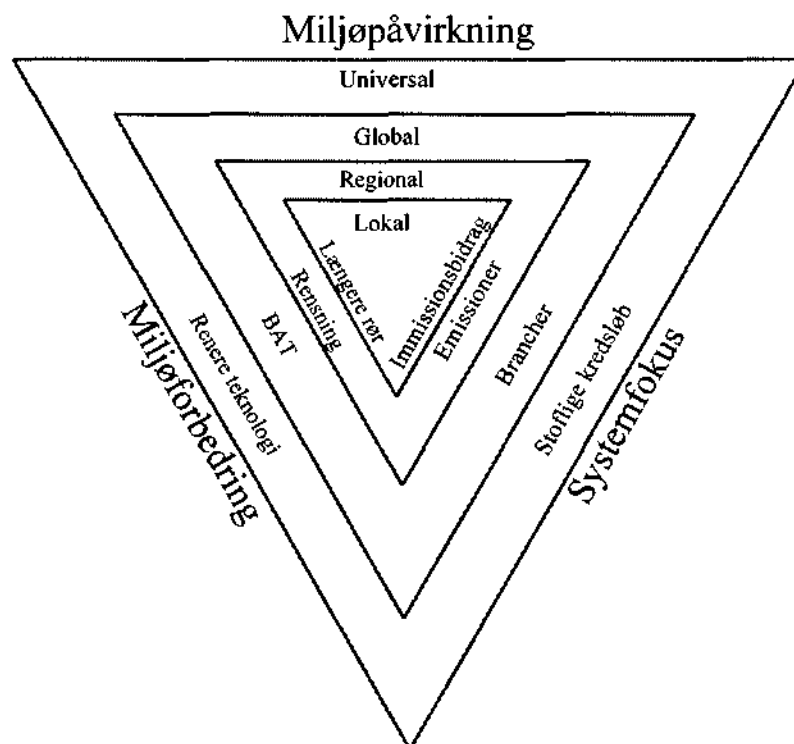 Miljøpåvirkning
Universal
Global
Regional
Lokal
Længere rør
Rensning
BAT
Renere teknologi
Miljøforbedring
Immissionsbidrag
Emissioner
Brancher
Stoflige kredsløb
Systemfokus